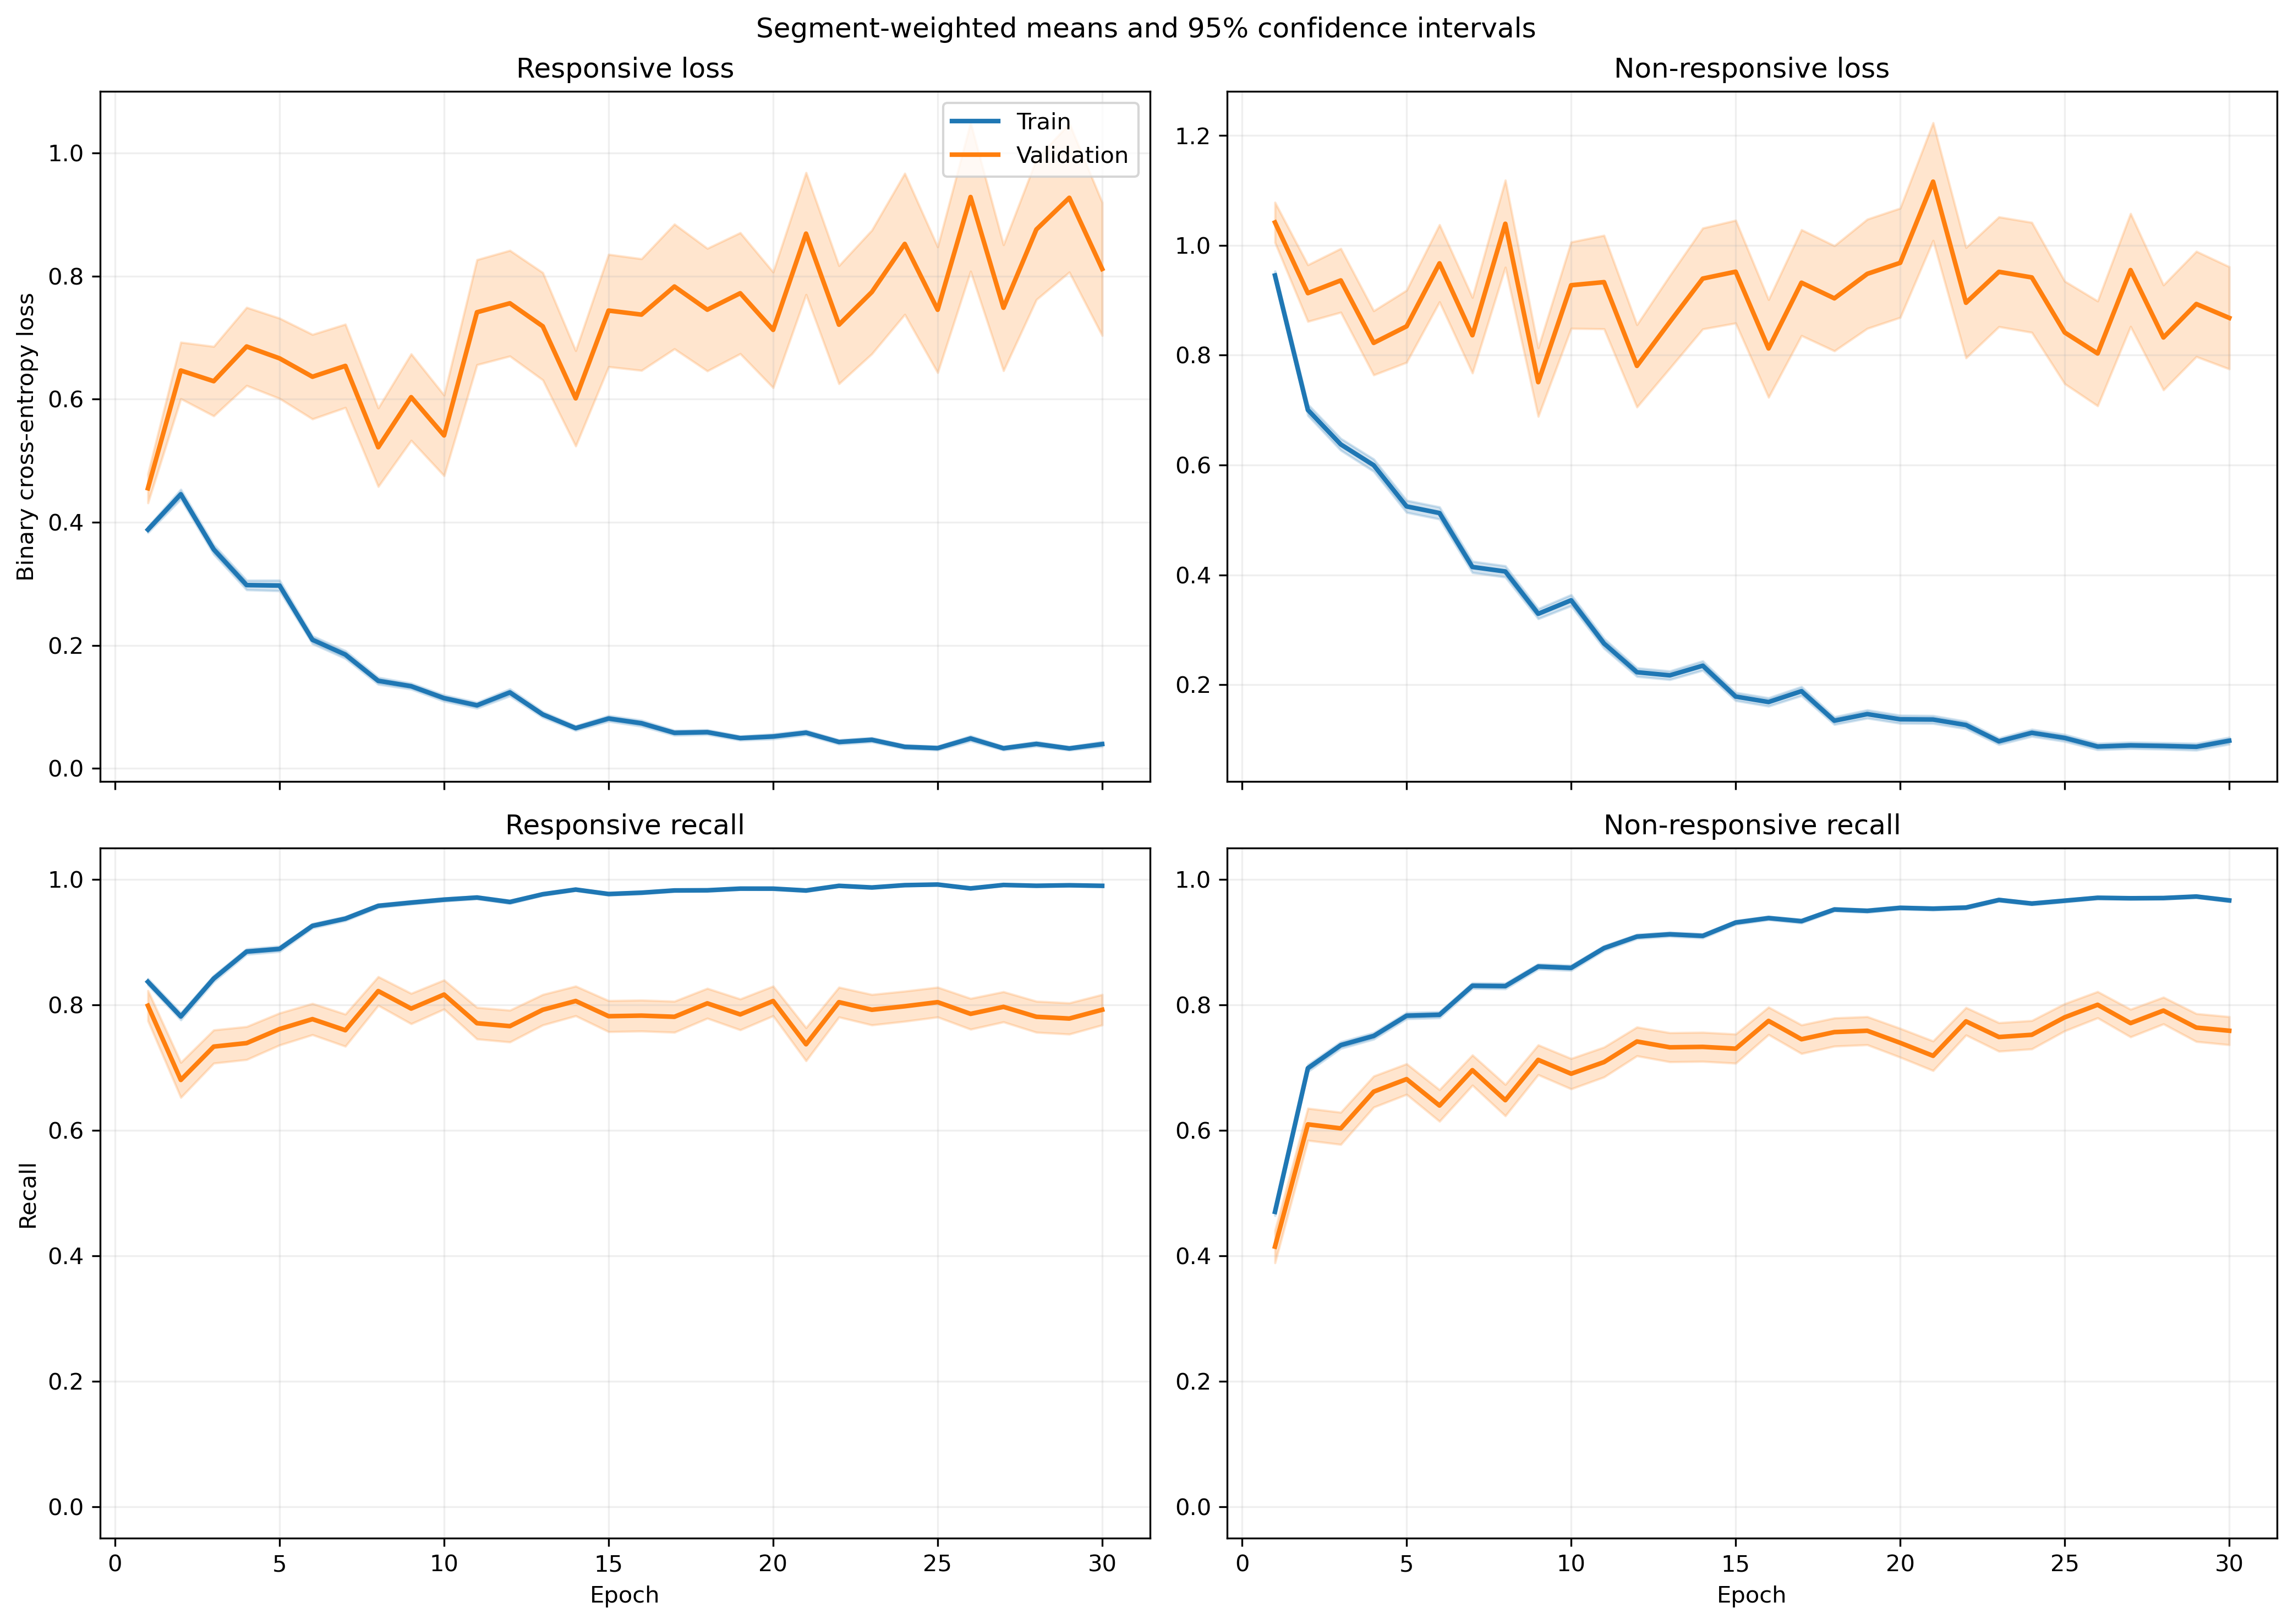 Segment-weighted means and 95% confidence intervals
Responsive loss
Non-responsive loss
Train
Validation
Binary cross-entropy loss
1.0
0.8
0.6
0.4
0.2
0.0
1.2
1.0
0.8
0.6
0.4
0.2
Responsive recall
Non-responsive recall
Recall
1.0
0.8
0.6
0.4
0.2
0.0
1.0
0.8
0.6
0.4
0.2
0.0
0 5 10 15 20 25 30
0 5 10 15 20 25 30
Epoch
Epoch